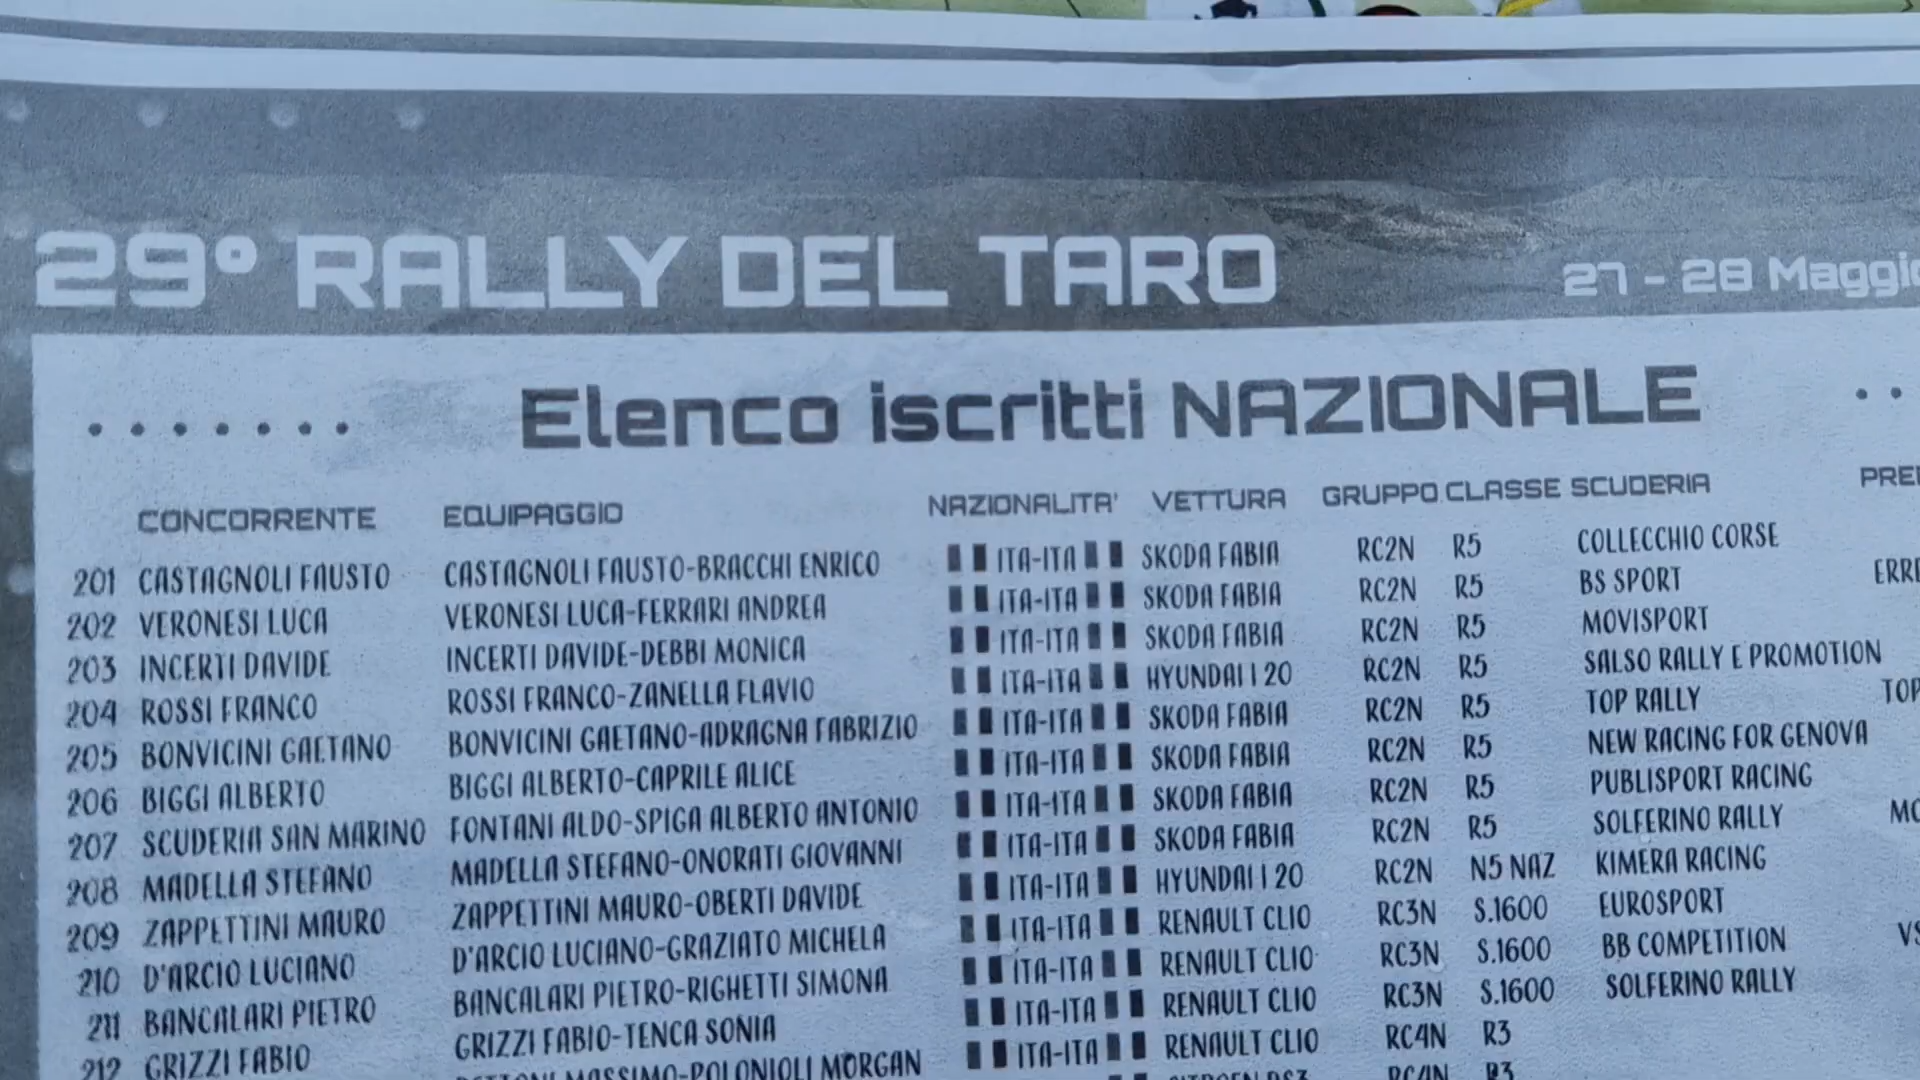 29° RALLY DEL TARO 27 - 28 Maggio
Elenco iscritti NAZIONALE
CONCORRENTE EQUIPAGGIO NAZIONALITA' VETTURA GRUPPO CLASSE SCUDERIA
201 CASTAGNOLI FAUSTO CASTAGNOLI FAUSTO-BRACCHI ENRICO ITA-ITA SKODA FABIA RC2N R5 COLLECCHIO CORSE
202 VERONESI LUCA VERONESI LUCA-FERRARI ANDREA ITA-ITA SKODA FABIA RC2N R5 BS SPORT
203 INCERTI DAVIDE INCERTI DAVIDE-DEBBI MONICA ITA-ITA SKODA FABIA RC2N R5 MOVISPORT
204 ROSSI FRANCO ROSSI FRANCO-ZANELLA FLAVIO ITA-ITA HYUNDAI I 20 RC2N R5 SALSO RALLY E PROMOTION
205 BONVICINI GAETANO BONVICINI GAETANO-ADRAGNA FABRIZIO ITA-ITA SKODA FABIA RC2N R5 TOP RALLY TOP
206 BIGGI ALBERTO BIGGI ALBERTO-CAPRILE ALICE ITA-ITA SKODA FABIA RC2N R5 NEW RACING FOR GENOVA
207 SCUDERIA SAN MARINO FONTANI ALDO-SPIGA ALBERTO ANTONIO ITA-ITA SKODA FABIA RC2N R5 PUBLISPORT RACING
208 MADELLA STEFANO MADELLA STEFANO-ONORATI GIOVANNI ITA-ITA SKODA FABIA RC2N R5 SOLFERINO RALLY
209 ZAPPETTINI MAURO ZAPPETTINI MAURO-OBERTI DAVIDE ITA-ITA HYUNDAI I 20 RC2N N5 NAZ KIMERA RACING
210 D'ARCIO LUCIANO D'ARCIO LUCIANO-GRAZIATO MICHELA ITA-ITA RENAULT CLIO RC3N S.1600 EUROSPORT
211 BANCALARI PIETRO BANCALARI PIETRO-RIGHETTI SIMONA ITA-ITA RENAULT CLIO RC3N S.1600 BB COMPETITION
212 GRIZZI FABIO GRIZZI FABIO-TENCA SONIA ITA-ITA RENAULT CLIO RC3N S.1600 SOLFERINO RALLY
MASSIMO-POLONIOLI MORGAN ITA-ITA RENAULT CLIO RC4N R3
CITROEN DS3 RC4N R3